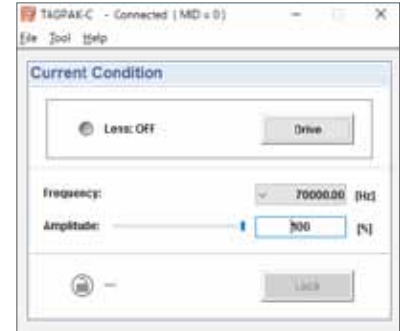 TAGPAK-C - Connected ( MID = 0 )
File Tool Help
Current Condition
Lens: OFF Drive
Frequency: 70000.00 [Hz]
Amplitude: 100 [%]
Lock